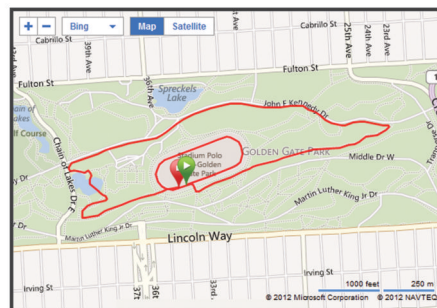 + - Bing Map Satellite
Cabrillo St
39th Ave
36th Ave
25th Ave
24th Ave
23rd Ave
Cabrillo St
Fulton St
Fulton St
Spreckels
Lake
John F Kennedy Dr
Chain of Lakes Dr E
Stadium Polo
Golden
GOLDEN GATE PARK
Middle Dr W
Martin Luther King Jr Dr
Martin Luther King Jr Dr
Lincoln Way
Irving St
37t
36t
33rd
Irving St
1000 feet 250 m
© 2012 Microsoft Corporation © 2012 NAVTEQ